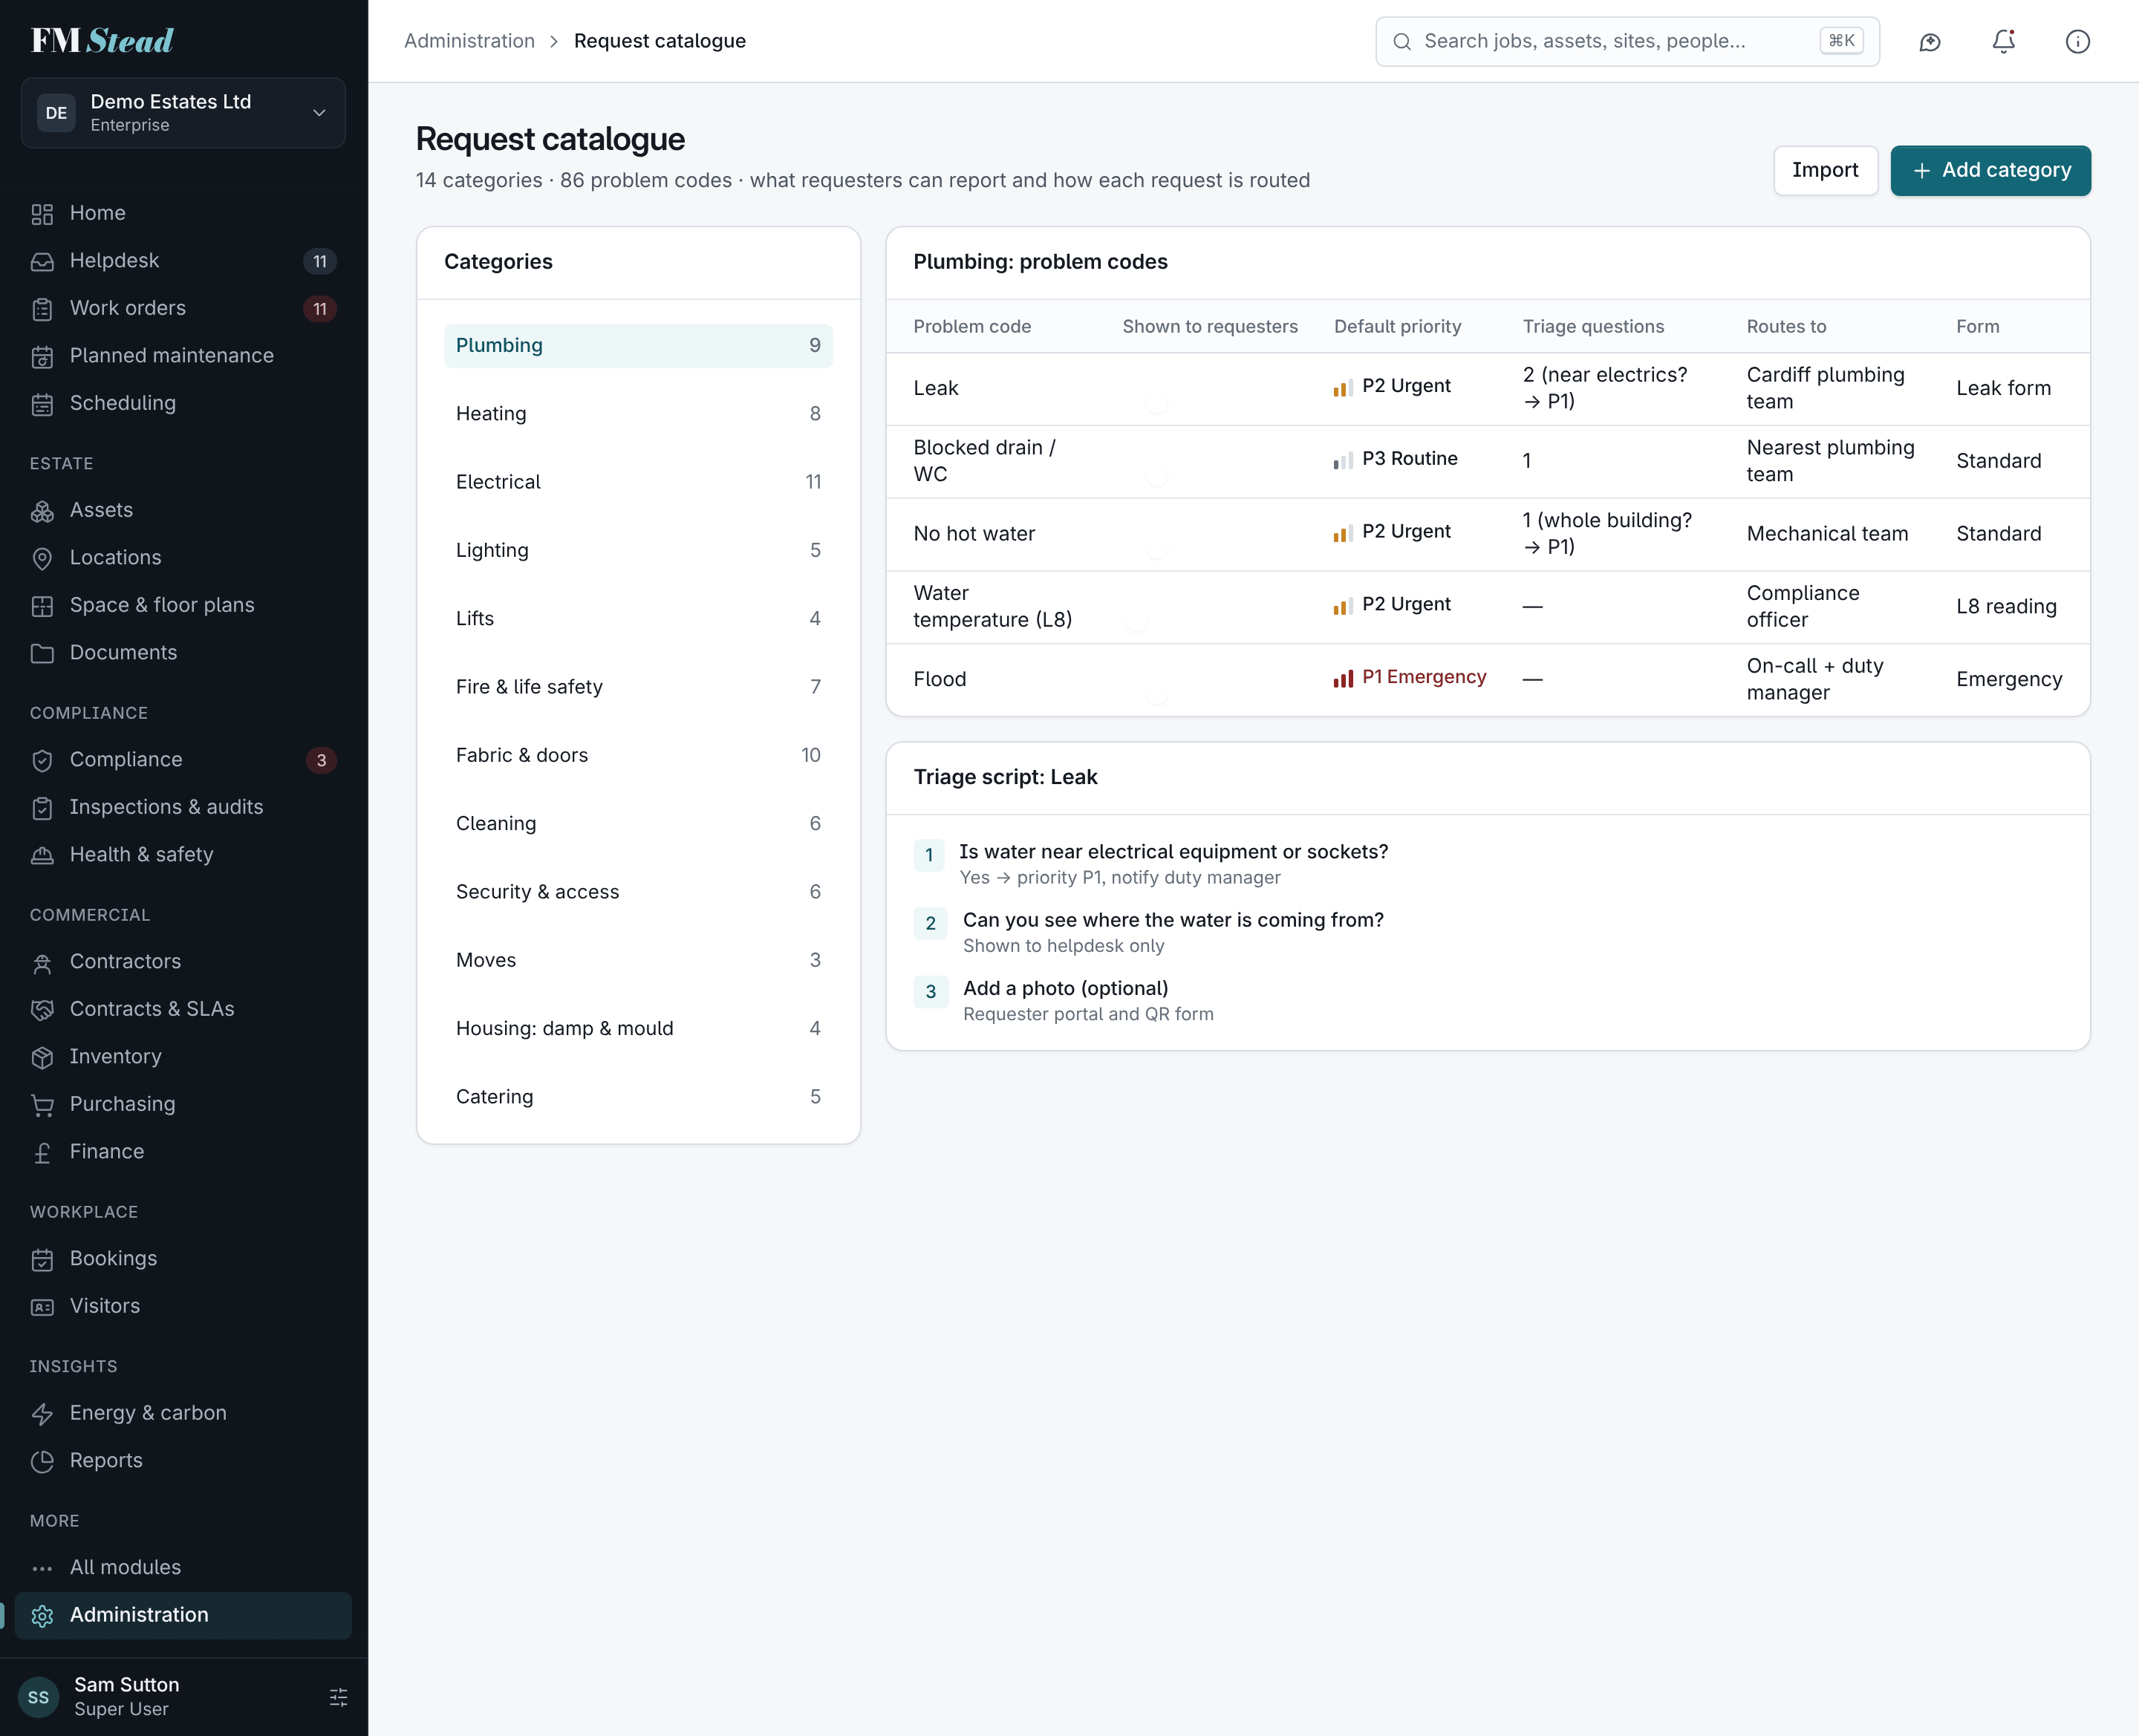 FM Stead
DE
Demo Estates Ltd
Enterprise
Home
Helpdesk 11
Work orders 11
Planned maintenance
Scheduling
ESTATE
Assets
Locations
Space & floor plans
Documents
COMPLIANCE
Compliance 3
Inspections & audits
Health & safety
COMMERCIAL
Contractors
Contracts & SLAs
Inventory
Purchasing
Finance
WORKPLACE
Bookings
Visitors
INSIGHTS
Energy & carbon
Reports
MORE
All modules
Administration
SS
Sam Sutton
Super User
Administration > Request catalogue
Search jobs, assets, sites, people... ⌘K
Request catalogue
14 categories · 86 problem codes · what requesters can report and how each request is routed
Import
+ Add category
Categories
Plumbing 9
Heating 8
Electrical 11
Lighting 5
Lifts 4
Fire & life safety 7
Fabric & doors 10
Cleaning 6
Security & access 6
Moves 3
Housing: damp & mould 4
Catering 5
Plumbing: problem codes
Problem code Shown to requesters Default priority Triage questions Routes to Form
Leak P2 Urgent 2 (near electrics? → P1) Cardiff plumbing team Leak form
Blocked drain / WC P3 Routine 1 Nearest plumbing team Standard
No hot water P2 Urgent 1 (whole building? → P1) Mechanical team Standard
Water temperature (L8) P2 Urgent — Compliance officer L8 reading
Flood P1 Emergency — On-call + duty manager Emergency
Triage script: Leak
1 Is water near electrical equipment or sockets?
Yes → priority P1, notify duty manager
2 Can you see where the water is coming from?
Shown to helpdesk only
3 Add a photo (optional)
Requester portal and QR form